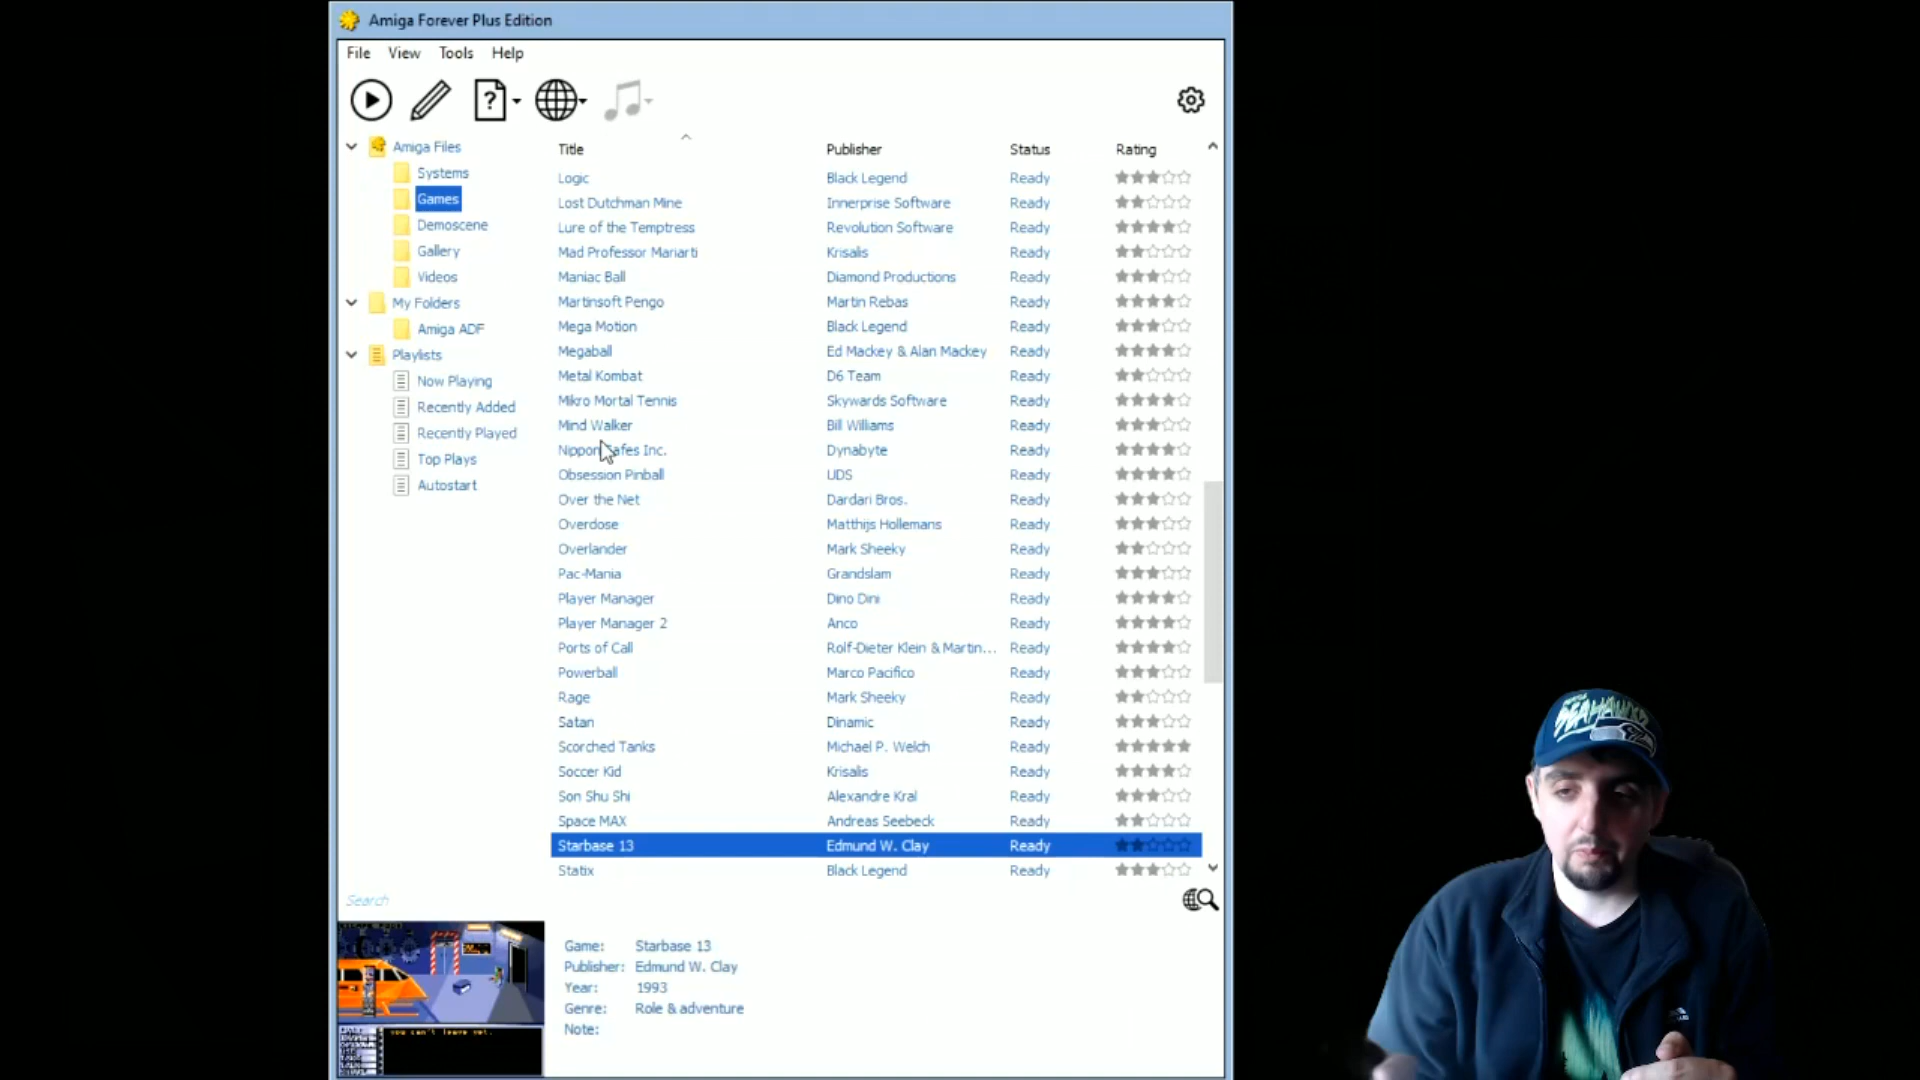 Amiga Forever Plus Edition
File View Tools Help
Amiga Files
Systems
Games
Demoscene
Gallery
Videos
My Folders
Amiga ADF
Playlists
Now Playing
Recently Added
Recently Played
Top Plays
Autostart
Title Publisher Status Rating
Logic Black Legend Ready
Lost Dutchman Mine Innerprise Software Ready
Lure of the Temptress Revolution Software Ready
Mad Professor Mariarti Krisalis Ready
Maniac Ball Diamond Productions Ready
Martinsoft Pengo Martin Rebas Ready
Mega Motion Black Legend Ready
Megaball Ed Mackey & Alan Mackey Ready
Metal Kombat D6 Team Ready
Mikro Mortal Tennis Skywards Software Ready
Mind Walker Bill Williams Ready
Nippon Safes Inc. Dynabyte Ready
Obsession Pinball UDS Ready
Over the Net Dardari Bros. Ready
Overdose Matthijs Hollemans Ready
Overlander Mark Sheeky Ready
Pac-Mania Grandslam Ready
Player Manager Dino Dini Ready
Player Manager 2 Anco Ready
Ports of Call Rolf-Dieter Klein & Martin... Ready
Powerball Marco Pacifico Ready
Rage Mark Sheeky Ready
Satan Dinamic Ready
Scorched Tanks Michael P. Welch Ready
Soccer Kid Krisalis Ready
Son Shu Shi Alexandre Kral Ready
Space MAX Andreas Seebeck Ready
Starbase 13 Edmund W. Clay Ready
Statix Black Legend Ready
Search
you can't leave yet.
Game: Starbase 13
Publisher: Edmund W. Clay
Year: 1993
Genre: Role & adventure
Note:
SEAHAWKS